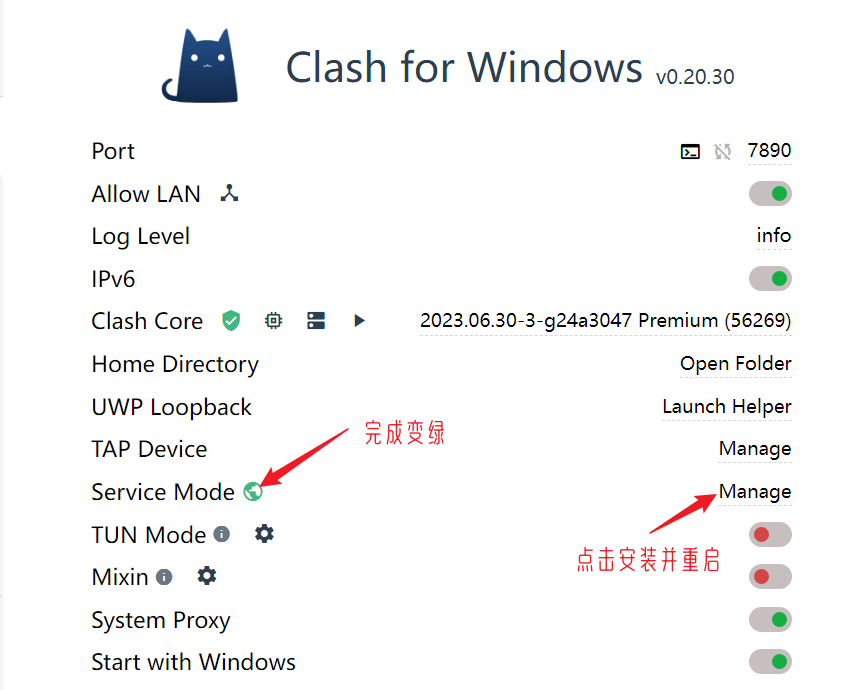 Clash for Windows v0.20.30
Port 7890
Allow LAN
Log Level info
IPv6
Clash Core 2023.06.30-3-g24a3047 Premium (56269)
Home Directory Open Folder
UWP Loopback Launch Helper
完成变绿
TAP Device Manage
Service Mode Manage
TUN Mode
点击安装并重启
Mixin
System Proxy
Start with Windows